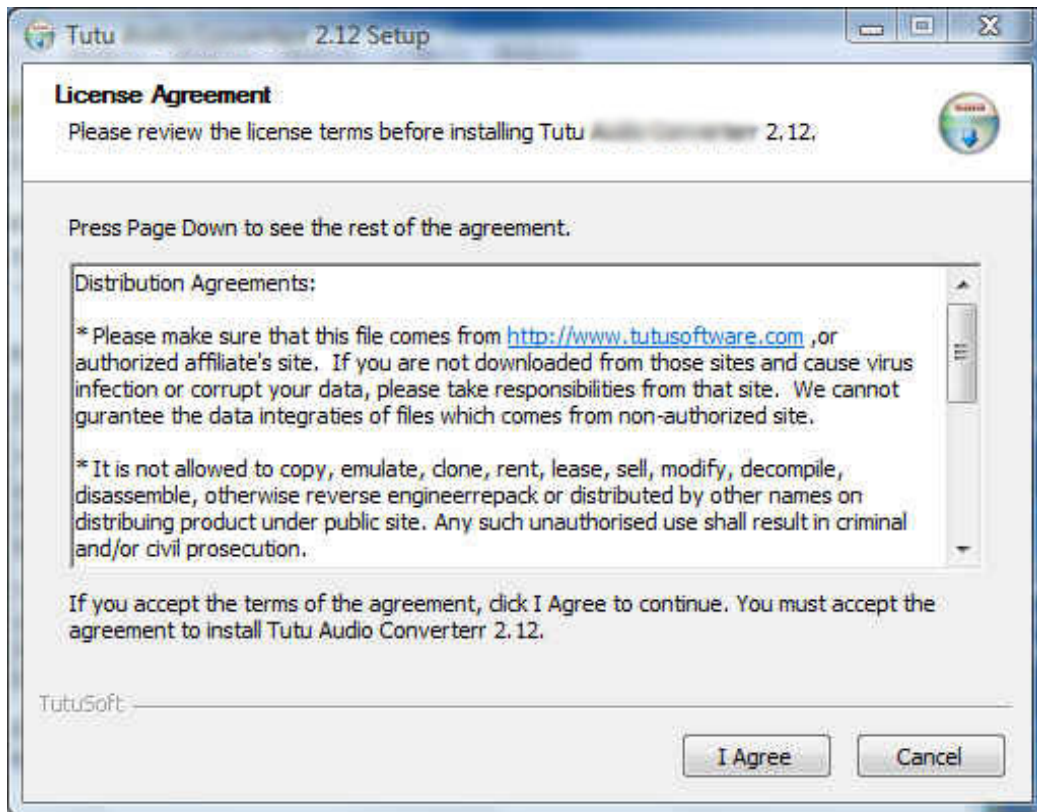 Tutu 2.12 Setup
License Agreement
Please review the license terms before installing Tutu 2.12.
Press Page Down to see the rest of the agreement.
Distribution Agreements:
* Please make sure that this file comes from http://www.tutusoftware.com ,or
authorized affiliate's site. If you are not downloaded from those sites and cause virus
infection or corrupt your data, please take responsibilities from that site. We cannot
gurantee the data integraties of files which comes from non-authorized site.
* It is not allowed to copy, emulate, clone, rent, lease, sell, modify, decompile,
disassemble, otherwise reverse engineerrepack or distributed by other names on
distribuing product under public site. Any such unauthorised use shall result in criminal
and/or civil prosecution.
If you accept the terms of the agreement, click I Agree to continue. You must accept the
agreement to install Tutu Audio Converterr 2.12.
TutuSoft
I Agree
Cancel